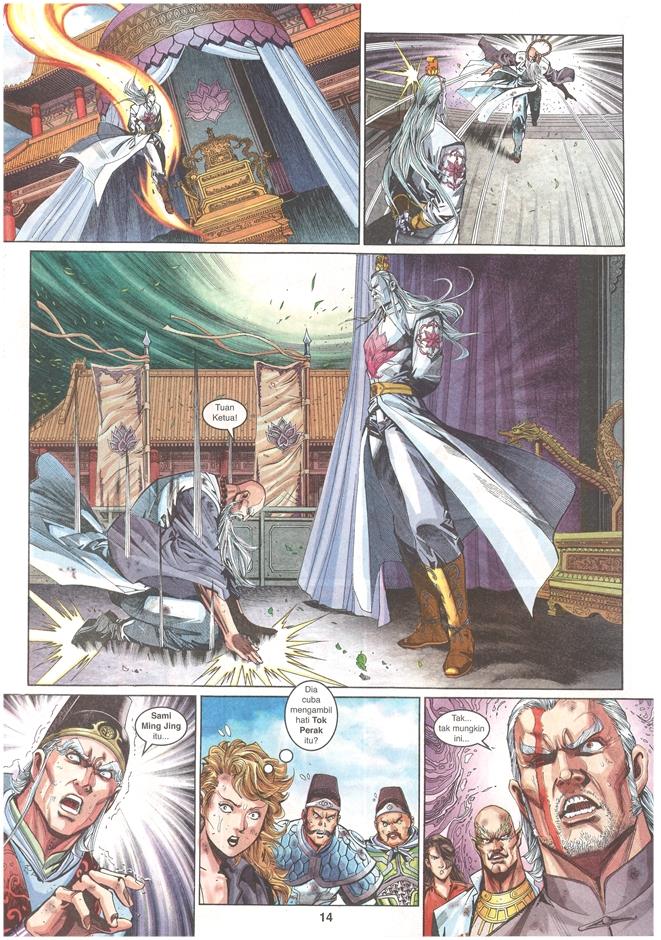 Tuan
Ketua!
Sami
Ming Jing
itu...
Dia
cuba
mengambil
hati Tok
Perak
itu?
Tak...
tak mungkin
ini...
14